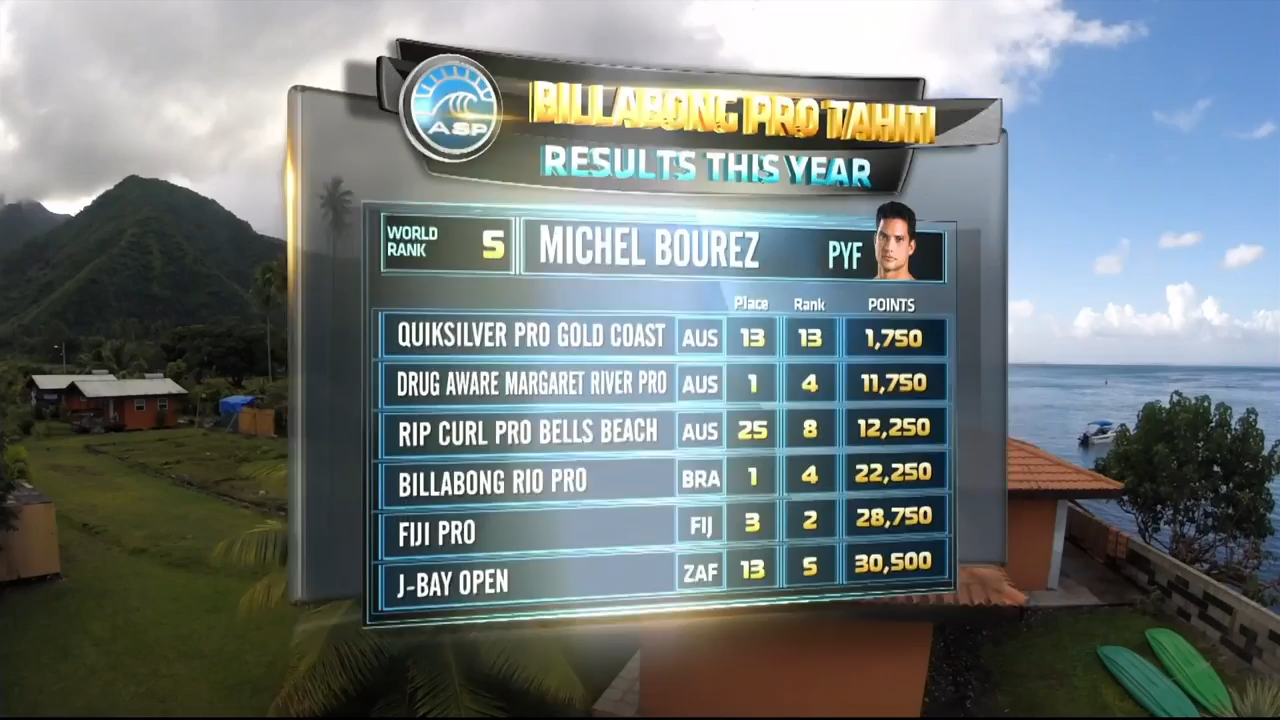 ASP
BILLABONG PRO TAHITI
RESULTS THIS YEAR
WORLD RANK 5 MICHEL BOUREZ PYF
Place Rank POINTS
QUIKSILVER PRO GOLD COAST AUS 13 13 1,750
DRUG AWARE MARGARET RIVER PRO AUS 1 4 11,750
RIP CURL PRO BELLS BEACH AUS 25 8 12,250
BILLABONG RIO PRO BRA 1 4 22,250
FIJI PRO FIJ 3 2 28,750
J-BAY OPEN ZAF 13 5 30,500